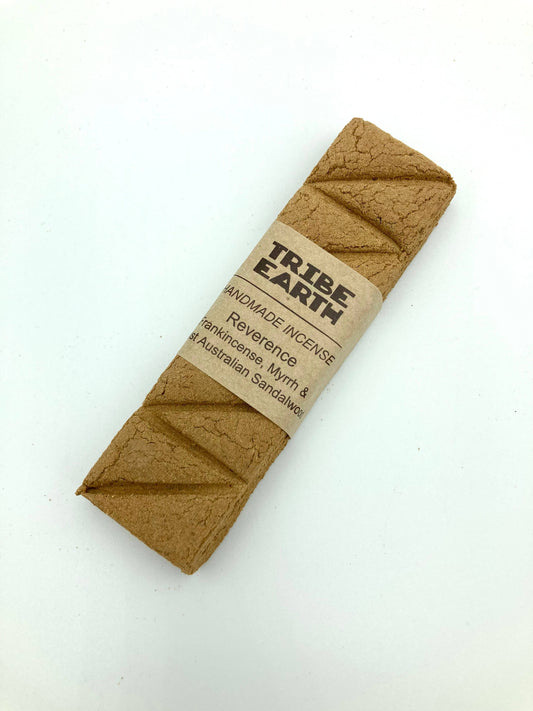 TRIBE
EARTH
HANDMADE INCENSE
Reverence
Frankincense, Myrrh &
st Australian Sandalwoo